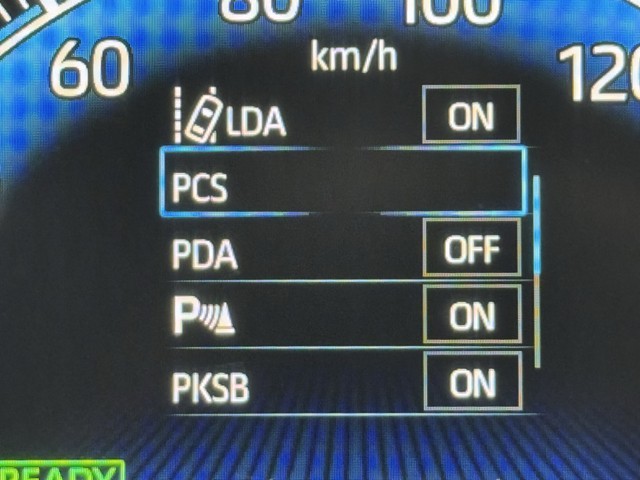 80 100
60 km/h 120
LDA ON
PCS
PDA OFF
P ON
PKSB ON
READY